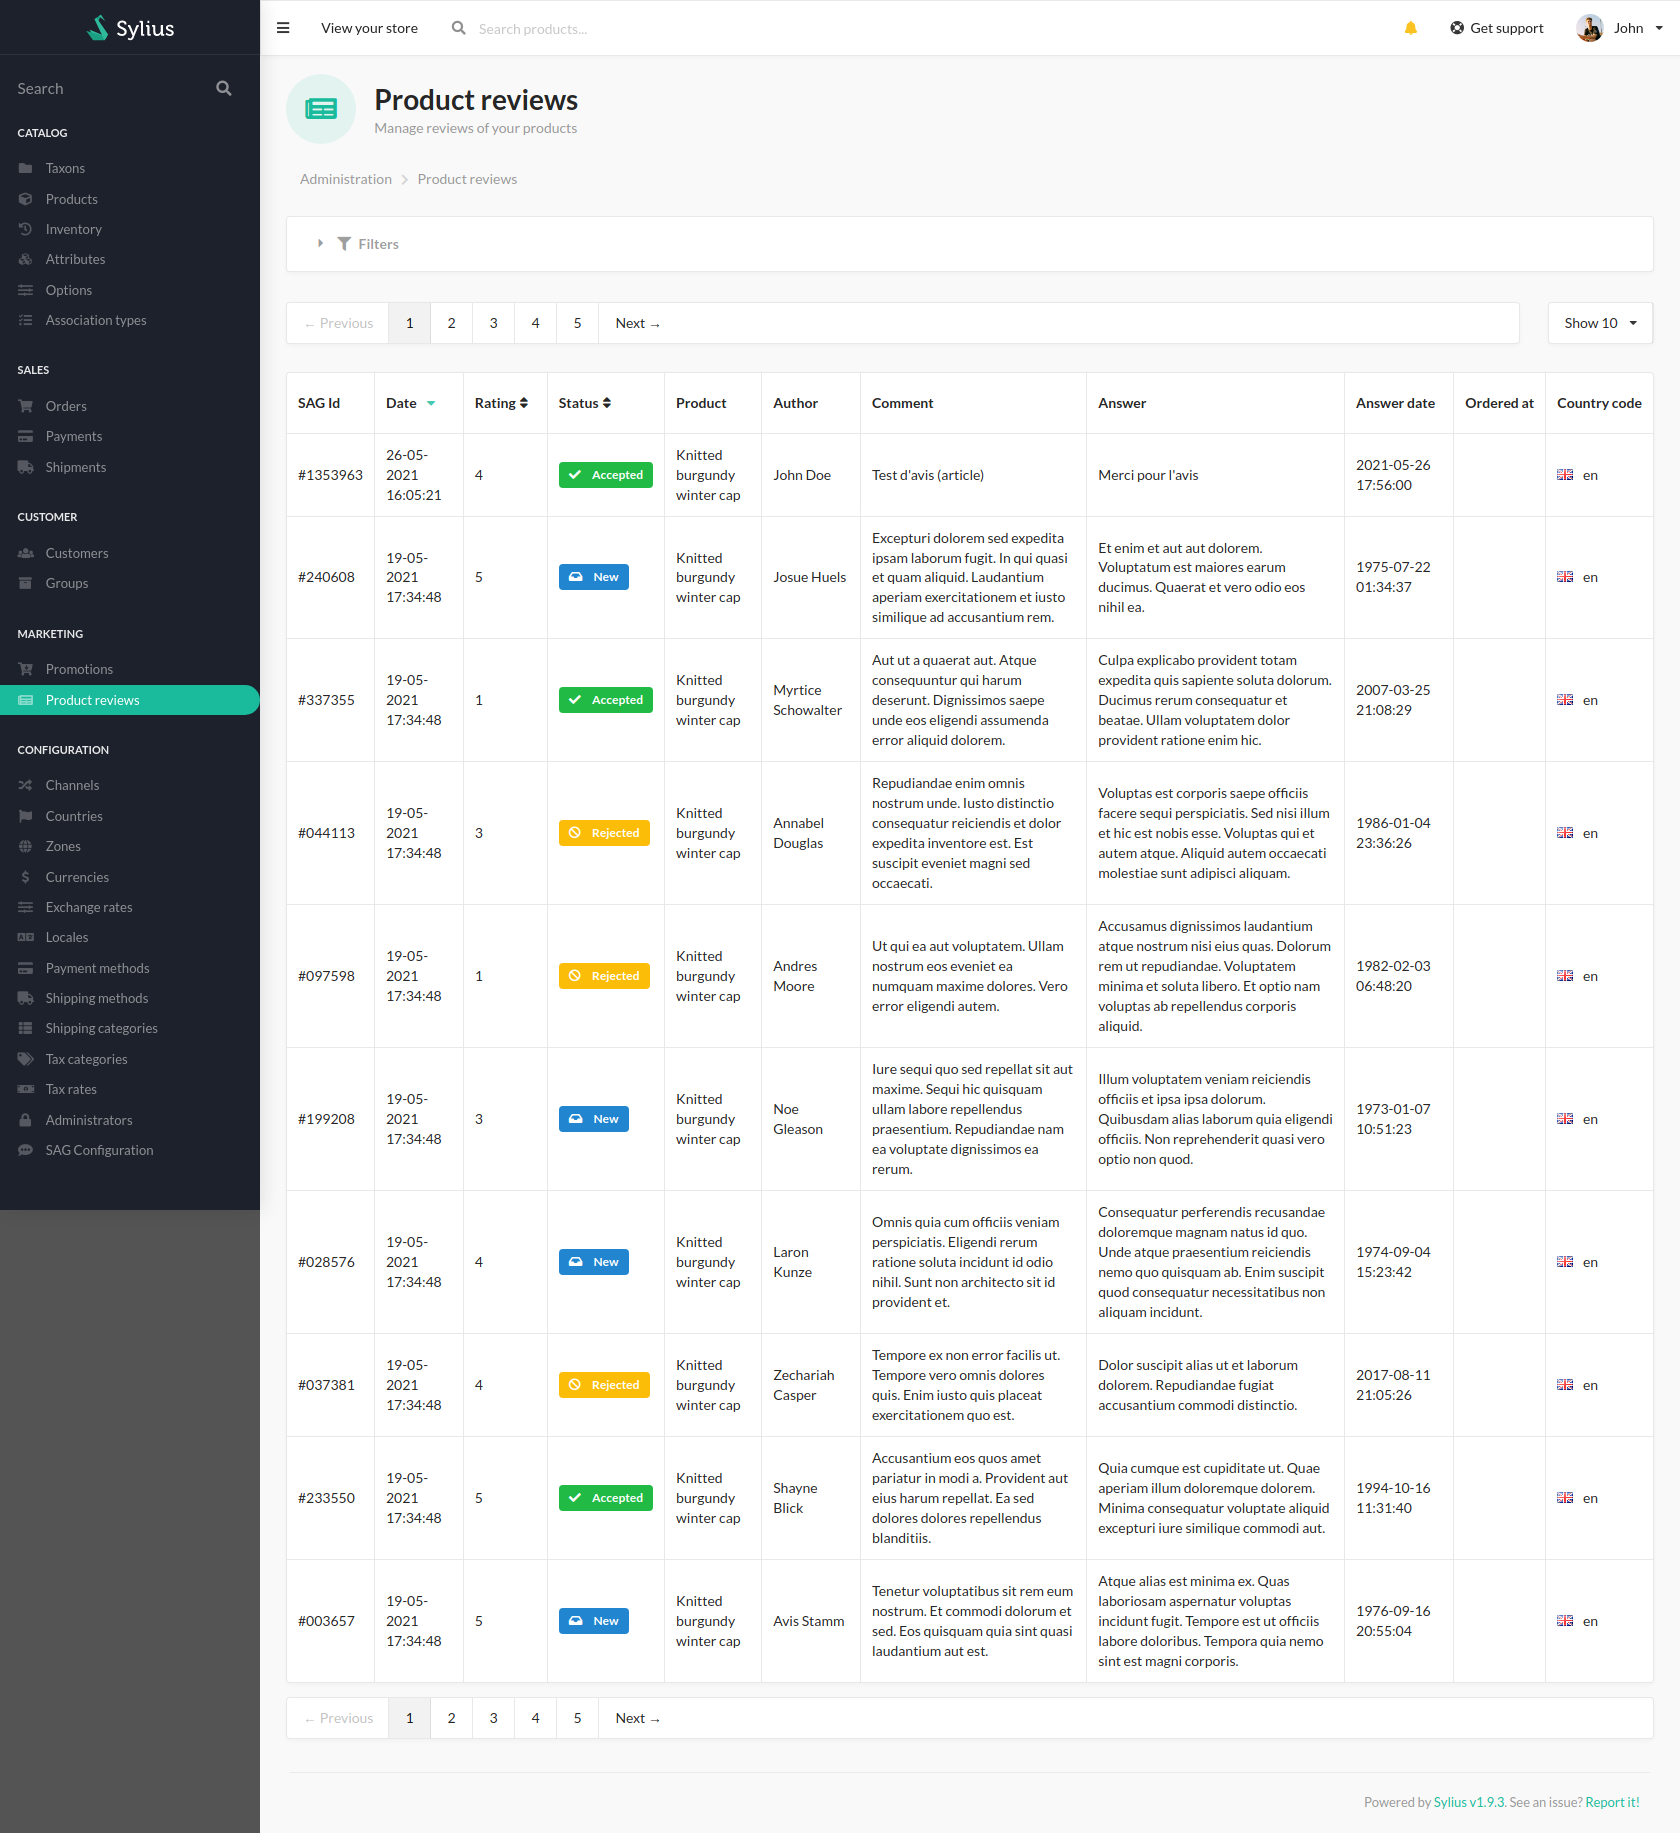 Sylius
View your store
Search products...
Get support
John
Search
CATALOG
Taxons
Products
Inventory
Attributes
Options
Association types
SALES
Orders
Payments
Shipments
CUSTOMER
Customers
Groups
MARKETING
Promotions
Product reviews
CONFIGURATION
Channels
Countries
Zones
Currencies
Exchange rates
Locales
Payment methods
Shipping methods
Shipping categories
Tax categories
Tax rates
Administrators
SAG Configuration
Product reviews
Manage reviews of your products
Administration > Product reviews
Filters
← Previous 1 2 3 4 5 Next →
Show 10
SAG Id Date Rating Status Product Author Comment Answer Answer date Ordered at Country code
#1353963
26-05-
2021
16:05:21
4
Accepted
Knitted
burgundy
winter cap
John Doe
Test d'avis (article)
Merci pour l'avis
2021-05-26
17:56:00
en
#240608
19-05-
2021
17:34:48
5
New
Knitted
burgundy
winter cap
Josue Huels
Excepturi dolorem sed expedita
ipsam laborum fugit. In qui quasi
et quam aliquid. Laudantium
aperiam exercitationem et iusto
similique ad accusantium rem.
Et enim et aut aut dolorem.
Voluptatum est maiores earum
ducimus. Quaerat et vero odio eos
nihil ea.
1975-07-22
01:34:37
en
#337355
19-05-
2021
17:34:48
1
Accepted
Knitted
burgundy
winter cap
Myrtice
Schowalter
Aut ut a quaerat aut. Atque
consequuntur qui harum
deserunt. Dignissimos saepe
unde eos eligendi assumenda
error aliquid dolorem.
Culpa explicabo provident totam
expedita quis sapiente soluta dolorum.
Ducimus rerum consequatur et
beatae. Ullam voluptatem dolor
provident ratione enim hic.
2007-03-25
21:08:29
en
#044113
19-05-
2021
17:34:48
3
Rejected
Knitted
burgundy
winter cap
Annabel
Douglas
Repudiandae enim omnis
nostrum unde. Iusto distinctio
consequatur reiciendis et dolor
expedita inventore est. Est
suscipit eveniet magni sed
occaecati.
Voluptas est corporis saepe officiis
facere sequi perspiciatis. Sed nisi illum
et hic est nobis esse. Voluptas qui et
autem atque. Aliquid autem occaecati
molestiae sunt adipisci aliquam.
1986-01-04
23:36:26
en
#097598
19-05-
2021
17:34:48
1
Rejected
Knitted
burgundy
winter cap
Andres
Moore
Ut qui ea aut voluptatem. Ullam
nostrum eos eveniet ea
numquam maxime dolores. Vero
error eligendi autem.
Accusamus dignissimos laudantium
atque nostrum nisi eius quas. Dolorum
rem ut repudiandae. Voluptatem
minima et soluta libero. Et optio nam
voluptas ab repellendus corporis
aliquid.
1982-02-03
06:48:20
en
#199208
19-05-
2021
17:34:48
3
New
Knitted
burgundy
winter cap
Noe
Gleason
Iure sequi quo sed repellat sit aut
maxime. Sequi hic quisquam
ullam labore repellendus
praesentium. Repudiandae nam
ea voluptate dignissimos ea
rerum.
Illum voluptatem veniam reiciendis
officiis et ipsa ipsa dolorum.
Quibusdam alias laborum quia eligendi
officiis. Non reprehenderit quasi vero
optio non quod.
1973-01-07
10:51:23
en
#028576
19-05-
2021
17:34:48
4
New
Knitted
burgundy
winter cap
Laron
Kunze
Omnis quia cum officiis veniam
perspiciatis. Eligendi rerum
ratione soluta incidunt id odio
nihil. Sunt non architecto sit id
provident et.
Consequatur perferendis recusandae
doloremque magnam natus id quo.
Unde atque praesentium reiciendis
nemo quo quisquam ab. Enim suscipit
quod consequatur necessitatibus non
aliquam incidunt.
1974-09-04
15:23:42
en
#037381
19-05-
2021
17:34:48
4
Rejected
Knitted
burgundy
winter cap
Zechariah
Casper
Tempore ex non error facilis ut.
Tempore vero omnis dolores
quis. Enim iusto quis placeat
exercitationem quo est.
Dolor suscipit alias ut et laborum
dolorem. Repudiandae fugiat
accusantium commodi distinctio.
2017-08-11
21:05:26
en
#233550
19-05-
2021
17:34:48
5
Accepted
Knitted
burgundy
winter cap
Shayne
Blick
Accusantium eos quos amet
pariatur in modi a. Provident aut
eius harum repellat. Ea sed
dolores dolores repellendus
blanditiis.
Quia cumque est cupiditate ut. Quae
aperiam illum doloremque dolorem.
Minima consequatur voluptate aliquid
excepturi iure similique commodi aut.
1994-10-16
11:31:40
en
#003657
19-05-
2021
17:34:48
5
New
Knitted
burgundy
winter cap
Avis Stamm
Tenetur voluptatibus sit rem eum
nostrum. Et commodi dolorum et
sed. Eos quisquam quia sint quasi
laudantium aut est.
Atque alias est minima ex. Quas
laboriosam aspernatur voluptas
incidunt fugit. Tempore est ut officiis
labore doloribus. Tempora quia nemo
sint est magni corporis.
1976-09-16
20:55:04
en
← Previous 1 2 3 4 5 Next →
Powered by Sylius v1.9.3. See an issue? Report it!